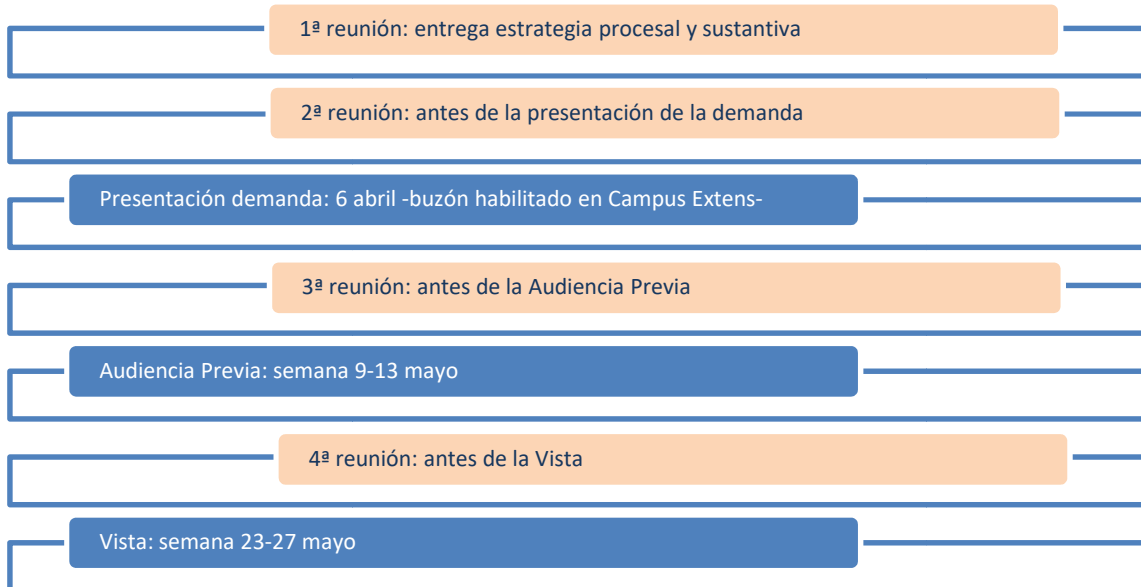 1ª reunión: entrega estrategia procesal y sustantiva
2ª reunión: antes de la presentación de la demanda
Presentación demanda: 6 abril -buzón habilitado en Campus Extens-
3ª reunión: antes de la Audiencia Previa
Audiencia Previa: semana 9-13 mayo
4ª reunión: antes de la Vista
Vista: semana 23-27 mayo